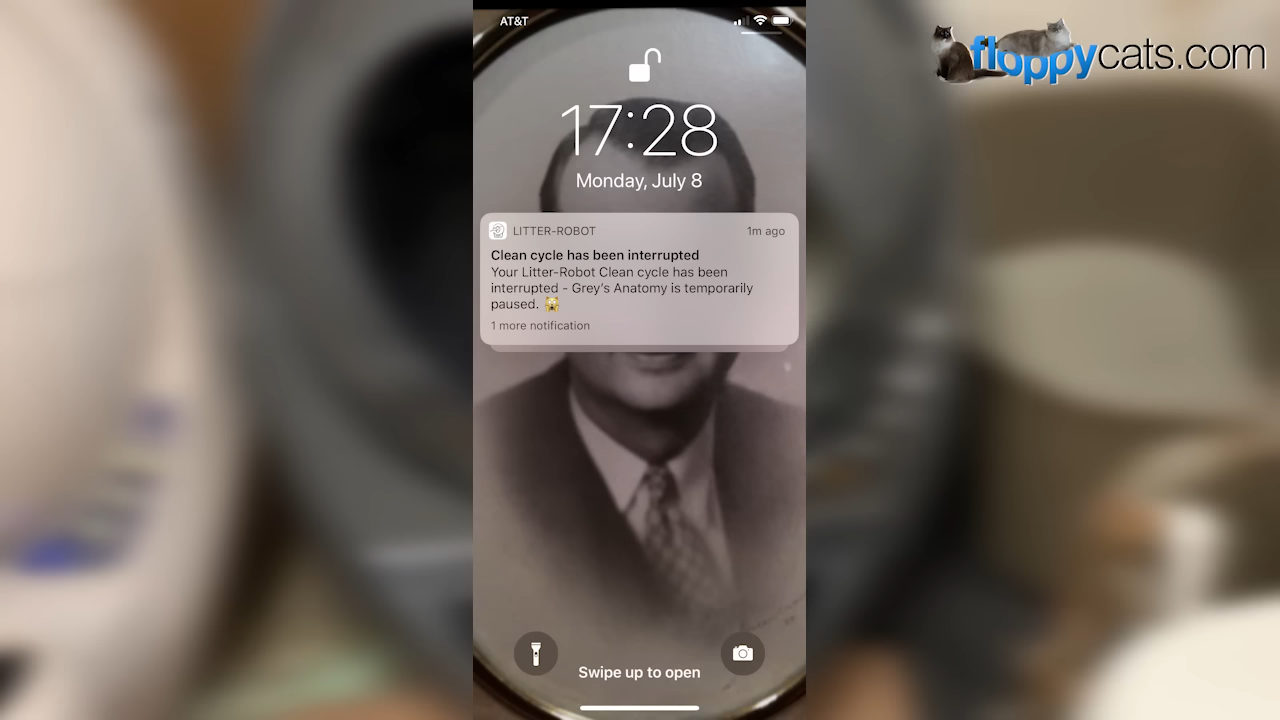 AT&T
floppycats.com
17:28
Monday, July 8
LITTER-ROBOT 1m ago
Clean cycle has been interrupted
Your Litter-Robot Clean cycle has been
interrupted - Grey's Anatomy is temporarily
paused. 🙀
1 more notification
Swipe up to open